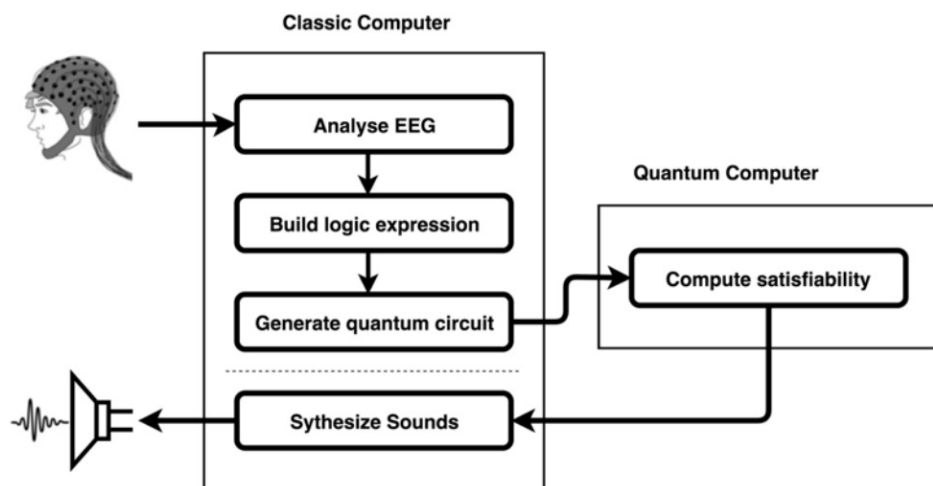 Classic Computer
Analyse EEG
Build logic expression
Generate quantum circuit
Quantum Computer
Compute satisfiability
Sythesize Sounds